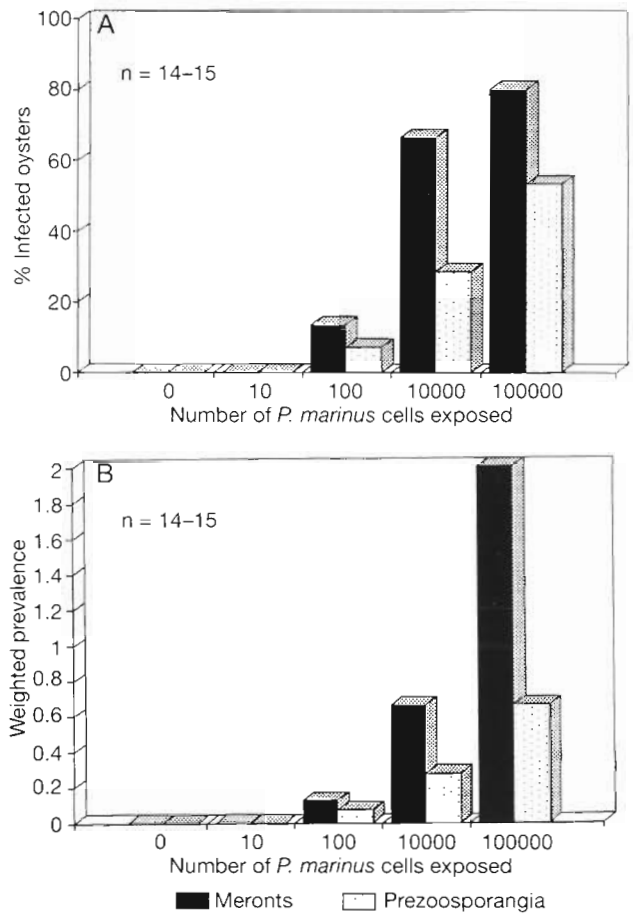 A
n = 14–15
100
80
60
40
20
0
% Infected oysters
0 10 100 10000 100000
Number of P. marinus cells exposed
B
n = 14–15
2
1.8
1.6
1.4
1.2
1
0.8
0.6
0.4
0.2
0
Weighted prevalence
0 10 100 10000 100000
Number of P. marinus cells exposed
Meronts Prezoosporangia